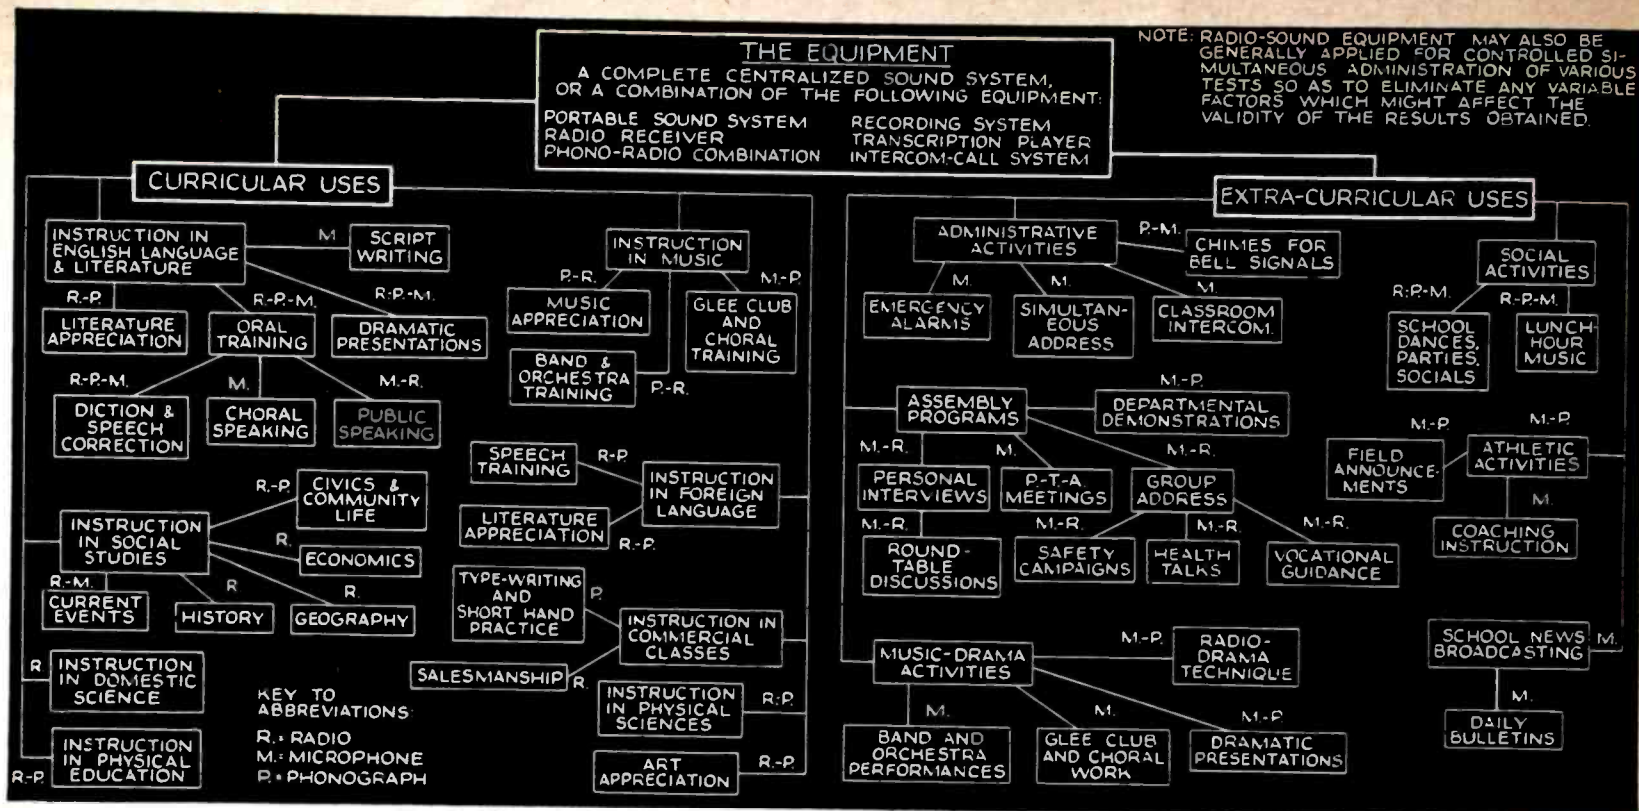 THE EQUIPMENT
A COMPLETE CENTRALIZED SOUND SYSTEM,
OR A COMBINATION OF THE FOLLOWING EQUIPMENT:
PORTABLE SOUND SYSTEM
RADIO RECEIVER
PHONO-RADIO COMBINATION
RECORDING SYSTEM
TRANSCRIPTION PLAYER
INTERCOM-CALL SYSTEM
NOTE: RADIO-SOUND EQUIPMENT MAY ALSO BE
GENERALLY APPLIED FOR CONTROLLED SI-
MULTANEOUS ADMINISTRATION OF VARIOUS
TESTS SO AS TO ELIMINATE ANY VARIABLE
FACTORS WHICH MIGHT AFFECT THE
VALIDITY OF THE RESULTS OBTAINED.
CURRICULAR USES
INSTRUCTION IN
ENGLISH LANGUAGE
& LITERATURE
M.
SCRIPT
WRITING
R.-P.
LITERATURE
APPRECIATION
R.-P.-M.
ORAL
TRAINING
R.-P.-M.
DRAMATIC
PRESENTATIONS
R.-P.-M.
DICTION &
SPEECH
CORRECTION
M.
CHORAL
SPEAKING
M.-R.
PUBLIC
SPEAKING
INSTRUCTION
IN MUSIC
P.-R.
MUSIC
APPRECIATION
M.-P.
GLEE CLUB
AND
CHORAL
TRAINING
BAND &
ORCHESTRA
TRAINING
P.-R.
SPEECH
TRAINING
R-P.
INSTRUCTION
IN FOREIGN
LANGUAGE
LITERATURE
APPRECIATION
R.-P.
INSTRUCTION
IN SOCIAL
STUDIES
R.-P.
CIVICS &
COMMUNITY
LIFE
R.
ECONOMICS
R.-M.
CURRENT
EVENTS
R
HISTORY
R.
GEOGRAPHY
TYPE-WRITING
AND
SHORT HAND
PRACTICE
P.
INSTRUCTION IN
COMMERCIAL
CLASSES
SALESMANSHIP
R.
R.
INSTRUCTION
IN DOMESTIC
SCIENCE
INSTRUCTION
IN PHYSICAL
SCIENCES
R.-P.
R.-P.
INSTRUCTION
IN PHYSICAL
EDUCATION
ART
APPRECIATION
R.-P.
KEY TO
ABBREVIATIONS:
R.= RADIO
M.= MICROPHONE
P.= PHONOGRAPH
EXTRA-CURRICULAR USES
ADMINISTRATIVE
ACTIVITIES
P.-M.
CHIMES FOR
BELL SIGNALS
M.
EMERGENCY
ALARMS
M.
SIMULTAN-
EOUS
ADDRESS
M.
CLASSROOM
INTERCOM.
SOCIAL
ACTIVITIES
R.-P.-M.
SCHOOL
DANCES,
PARTIES,
SOCIALS
R.-P.-M.
LUNCH-
HOUR
MUSIC
ASSEMBLY
PROGRAMS
M.-P.
DEPARTMENTAL
DEMONSTRATIONS
M.-R.
PERSONAL
INTERVIEWS
M.
P.-T.A.
MEETINGS
M.-R.
GROUP
ADDRESS
M.-R.
ROUND-
TABLE
DISCUSSIONS
M.-R.
SAFETY
CAMPAIGNS
M.-R.
HEALTH
TALKS
M.-R.
VOCATIONAL
GUIDANCE
M.-P.
ATHLETIC
ACTIVITIES
M.-P.
FIELD
ANNOUNCE-
MENTS
M.
COACHING
INSTRUCTION
MUSIC-DRAMA
ACTIVITIES
M.-P.
RADIO-
DRAMA
TECHNIQUE
M.
BAND AND
ORCHESTRA
PERFORMANCES
M.
GLEE CLUB
AND CHORAL
WORK
M.-P.
DRAMATIC
PRESENTATIONS
SCHOOL NEWS
BROADCASTING
M.
M.
DAILY
BULLETINS